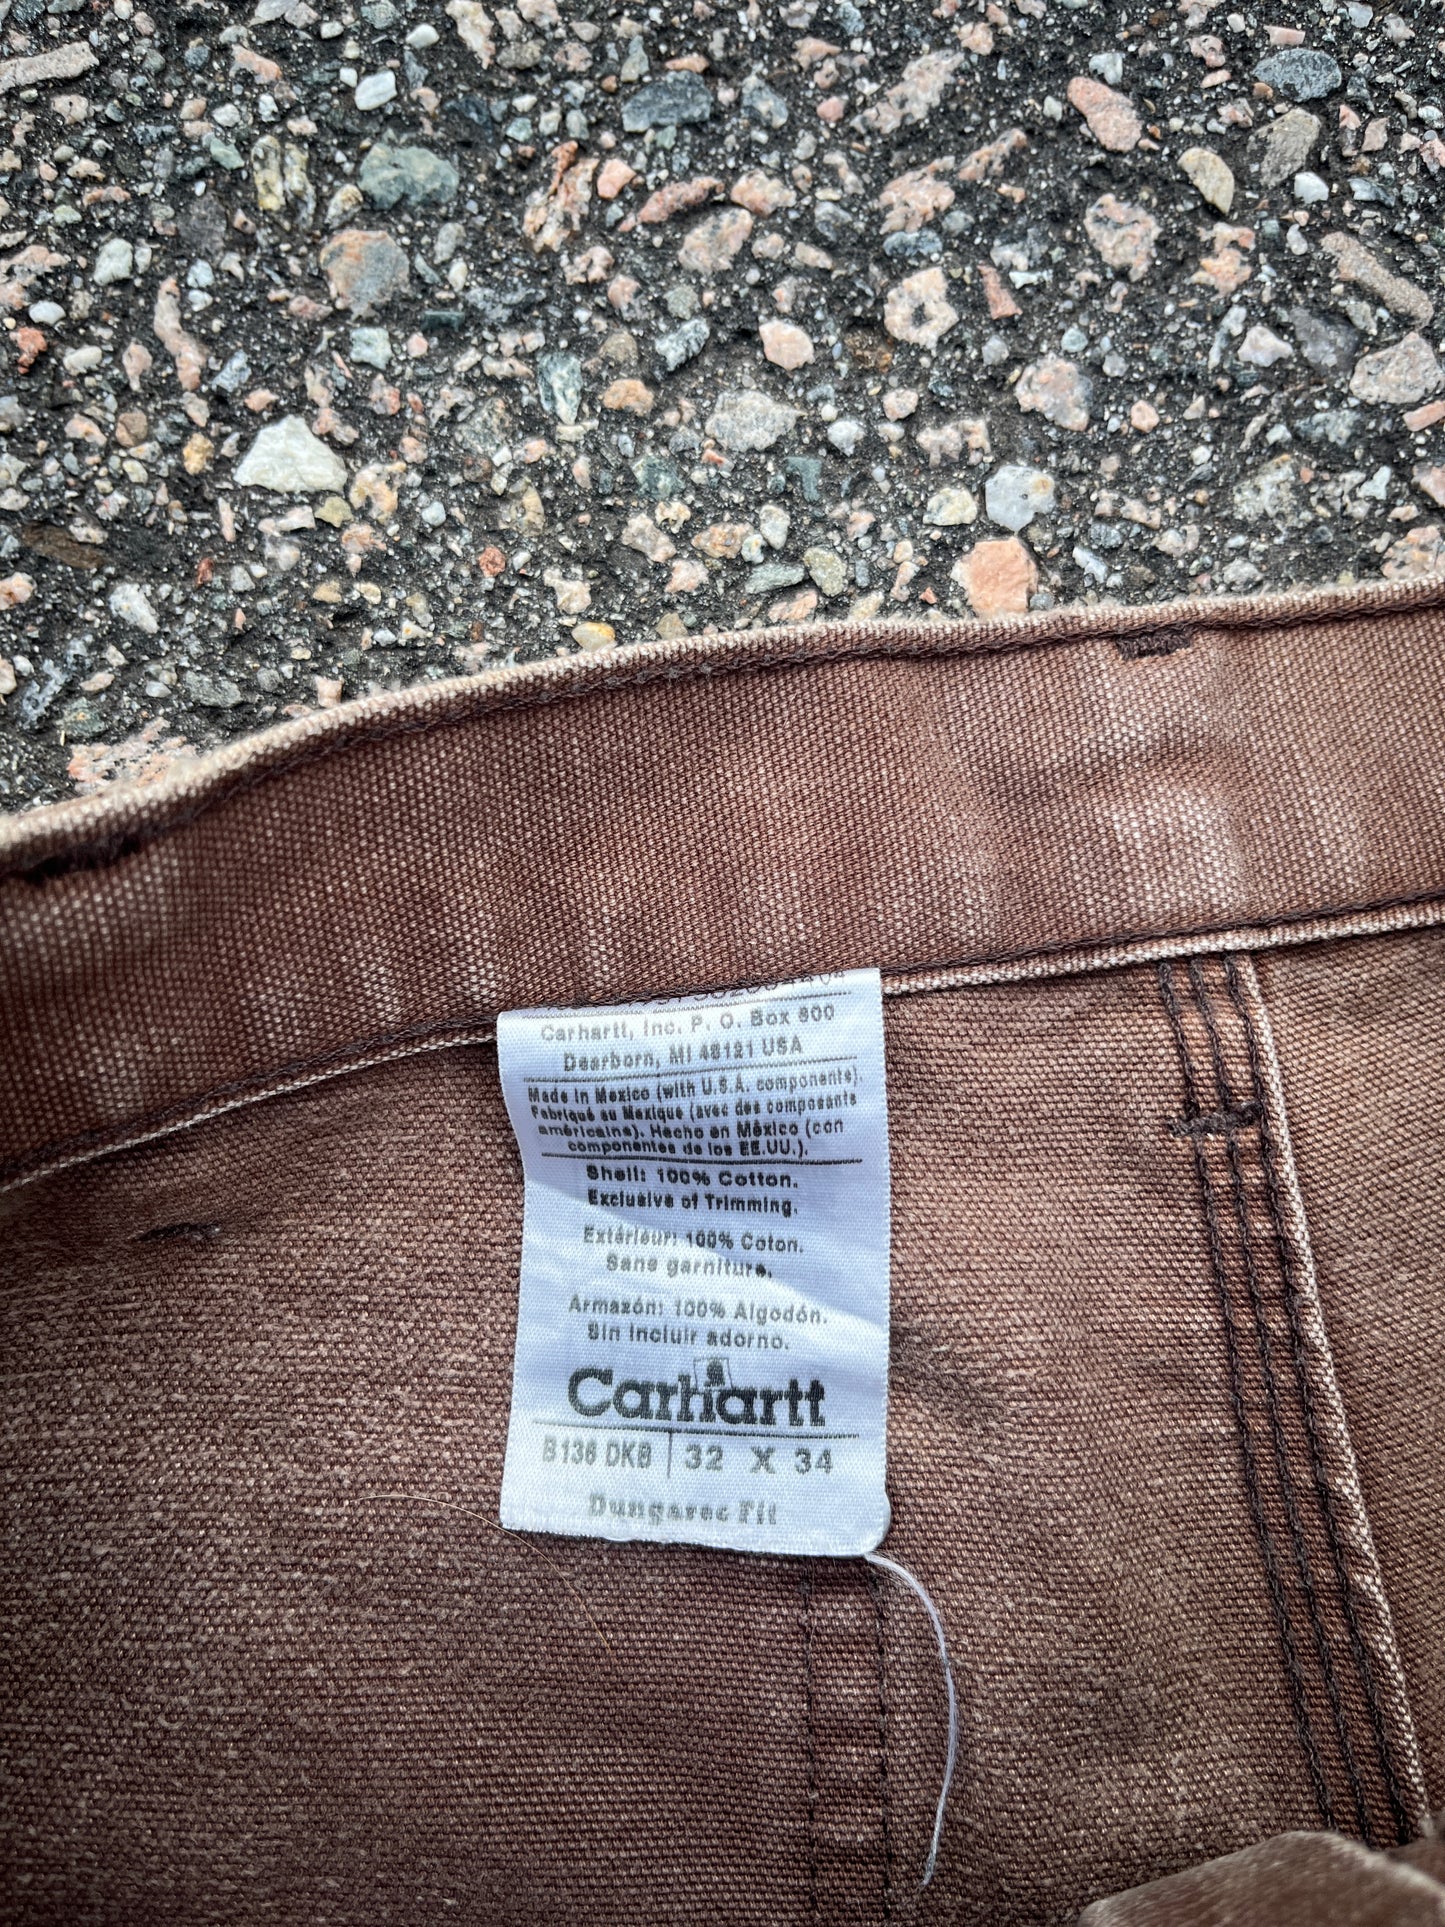 Carhartt, Inc. P. O. Box 600
Dearborn, MI 48121 USA
Made in Mexico (with U.S.A. components).
Fabriqué au Mexique (avec des composants
américains). Hecho en México (con
componentes de los EE.UU.).
Shell: 100% Cotton.
Exclusive of Trimming.
Extérieur: 100% Coton.
Sans garniture.
Armazón: 100% Algodón.
Sin incluir adorno.
Carhartt
B136 DKB | 32 X 34
Dungaree Fit